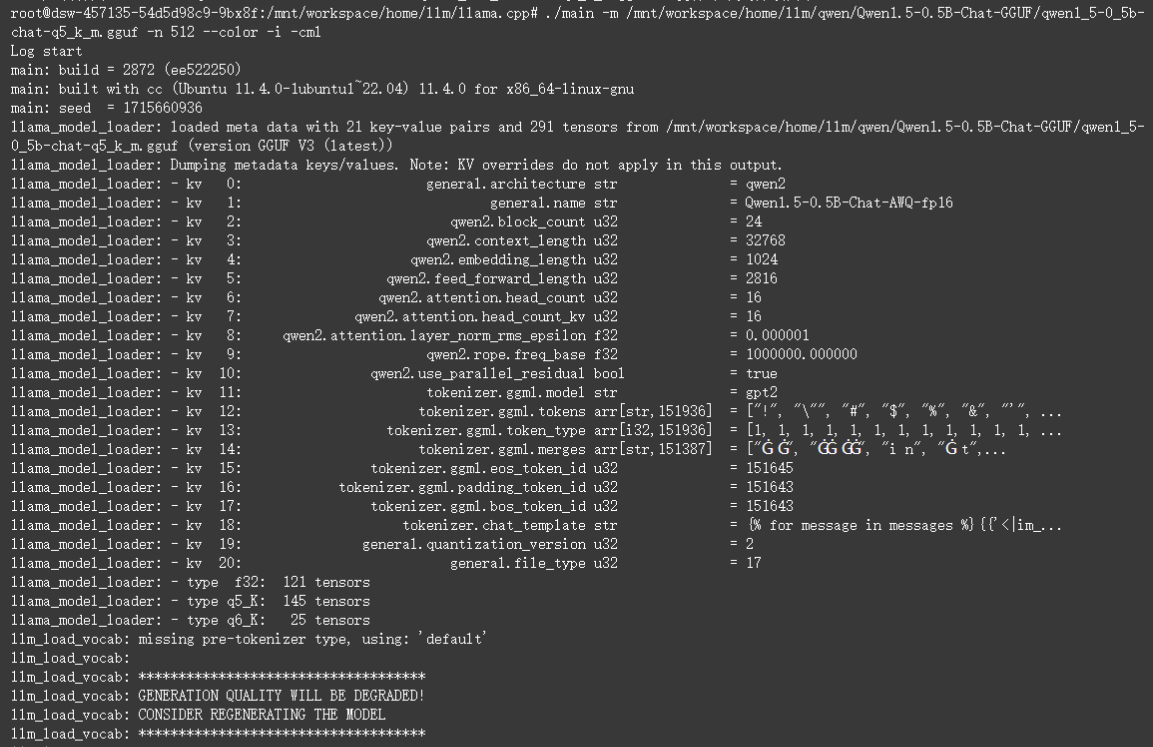 root@dsw-457135-54d5d98c9-9bx8f:/mnt/workspace/home/llm/llama.cpp# ./main -m /mnt/workspace/home/llm/qwen/Qwen1.5-0.5B-Chat-GGUF/qwen1_5-0_5b-
chat-q5_k_m.gguf -n 512 --color -i -cml
Log start
main: build = 2872 (ee522250)
main: built with cc (Ubuntu 11.4.0-1ubuntu1~22.04) 11.4.0 for x86_64-linux-gnu
main: seed  = 1715660936
llama_model_loader: loaded meta data with 21 key-value pairs and 291 tensors from /mnt/workspace/home/llm/qwen/Qwen1.5-0.5B-Chat-GGUF/qwen1_5-
0_5b-chat-q5_k_m.gguf (version GGUF V3 (latest))
llama_model_loader: Dumping metadata keys/values. Note: KV overrides do not apply in this output.
llama_model_loader: - kv   0:                       general.architecture str              = qwen2
llama_model_loader: - kv   1:                               general.name str              = Qwen1.5-0.5B-Chat-AWQ-fp16
llama_model_loader: - kv   2:                          qwen2.block_count u32              = 24
llama_model_loader: - kv   3:                       qwen2.context_length u32              = 32768
llama_model_loader: - kv   4:                     qwen2.embedding_length u32              = 1024
llama_model_loader: - kv   5:                  qwen2.feed_forward_length u32              = 2816
llama_model_loader: - kv   6:                 qwen2.attention.head_count u32              = 16
llama_model_loader: - kv   7:              qwen2.attention.head_count_kv u32              = 16
llama_model_loader: - kv   8:     qwen2.attention.layer_norm_rms_epsilon f32              = 0.000001
llama_model_loader: - kv   9:                       qwen2.rope.freq_base f32              = 1000000.000000
llama_model_loader: - kv  10:                qwen2.use_parallel_residual bool             = true
llama_model_loader: - kv  11:                       tokenizer.ggml.model str              = gpt2
llama_model_loader: - kv  12:                      tokenizer.ggml.tokens arr[str,151936]  = ["!", "\"", "#", "$", "%", "&", "'", ...
llama_model_loader: - kv  13:                  tokenizer.ggml.token_type arr[i32,151936]  = [1, 1, 1, 1, 1, 1, 1, 1, 1, 1, 1, 1, ...
llama_model_loader: - kv  14:                      tokenizer.ggml.merges arr[str,151387]  = ["Ġ Ġ", "ĠĠ ĠĠ", "i n", "Ġ t",...
llama_model_loader: - kv  15:                tokenizer.ggml.eos_token_id u32              = 151645
llama_model_loader: - kv  16:            tokenizer.ggml.padding_token_id u32              = 151643
llama_model_loader: - kv  17:                tokenizer.ggml.bos_token_id u32              = 151643
llama_model_loader: - kv  18:                    tokenizer.chat_template str              = {% for message in messages %}{{'<|im_...
llama_model_loader: - kv  19:               general.quantization_version u32              = 2
llama_model_loader: - kv  20:                          general.file_type u32              = 17
llama_model_loader: - type  f32:  121 tensors
llama_model_loader: - type q5_K:  145 tensors
llama_model_loader: - type q6_K:   25 tensors
llm_load_vocab: missing pre-tokenizer type, using: 'default'
llm_load_vocab:
llm_load_vocab: ************************************
llm_load_vocab: GENERATION QUALITY WILL BE DEGRADED!
llm_load_vocab: CONSIDER REGENERATING THE MODEL
llm_load_vocab: ************************************